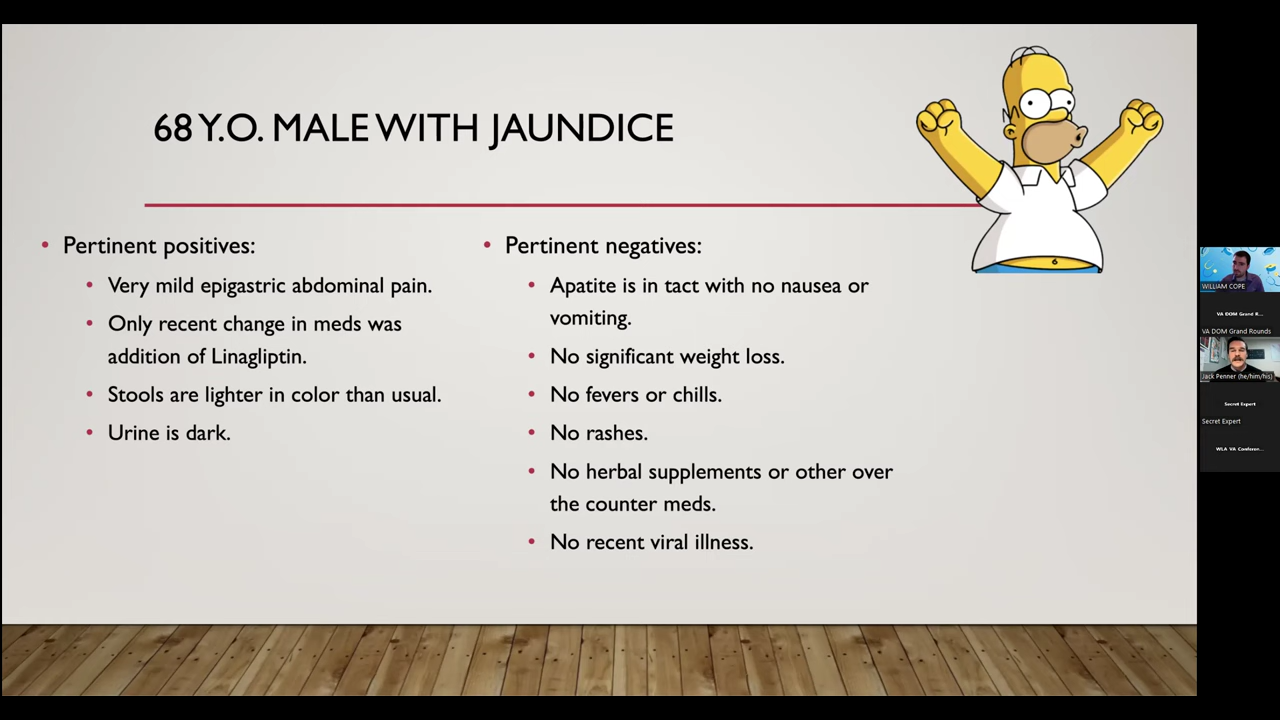 68 Y.O. MALE WITH JAUNDICE
• Pertinent positives:
• Very mild epigastric abdominal pain.
• Only recent change in meds was
addition of Linagliptin.
• Stools are lighter in color than usual.
• Urine is dark.
• Pertinent negatives:
• Apatite is in tact with no nausea or
vomiting.
• No significant weight loss.
• No fevers or chills.
• No rashes.
• No herbal supplements or other over
the counter meds.
• No recent viral illness.
WILLIAM COPE
VA DOM Grand R...
VA DOM Grand Rounds
Jack Penner (he/him/his)
Secret Expert
Secret Expert
WLA VA Conferen...